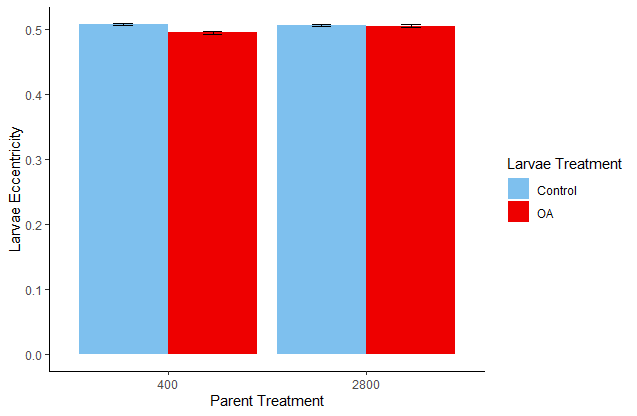 0.5
0.4
0.3
0.2
0.1
0.0
Larvae Eccentricity
400
2800
Parent Treatment
Larvae Treatment
Control
OA